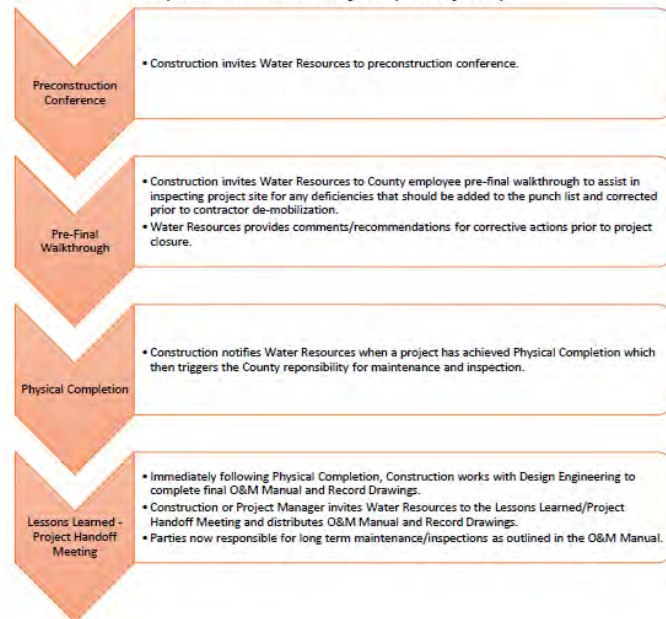 Preconstruction
Conference
• Construction invites Water Resources to preconstruction conference.
Pre-Final
Walkthrough
• Construction invites Water Resources to County employee pre-final walkthrough to assist in
inspecting project site for any deficiencies that should be added to the punch list and corrected
prior to contractor de-mobilization.
• Water Resources provides comments/recommendations for corrective actions prior to project
closure.
Physical Completion
• Construction notifies Water Resources when a project has achieved Physical Completion which
then triggers the County reponsibility for maintenance and inspection.
Lessons Learned -
Project Handoff
Meeting
• Immediately following Physical Completion, Construction works with Design Engineering to
complete final O&M Manual and Record Drawings.
• Construction or Project Manager invites Water Resources to the Lessons Learned/Project
Handoff Meeting and distributes O&M Manual and Record Drawings.
• Parties now responsible for long term maintenance/inspections as outlined in the O&M Manual.